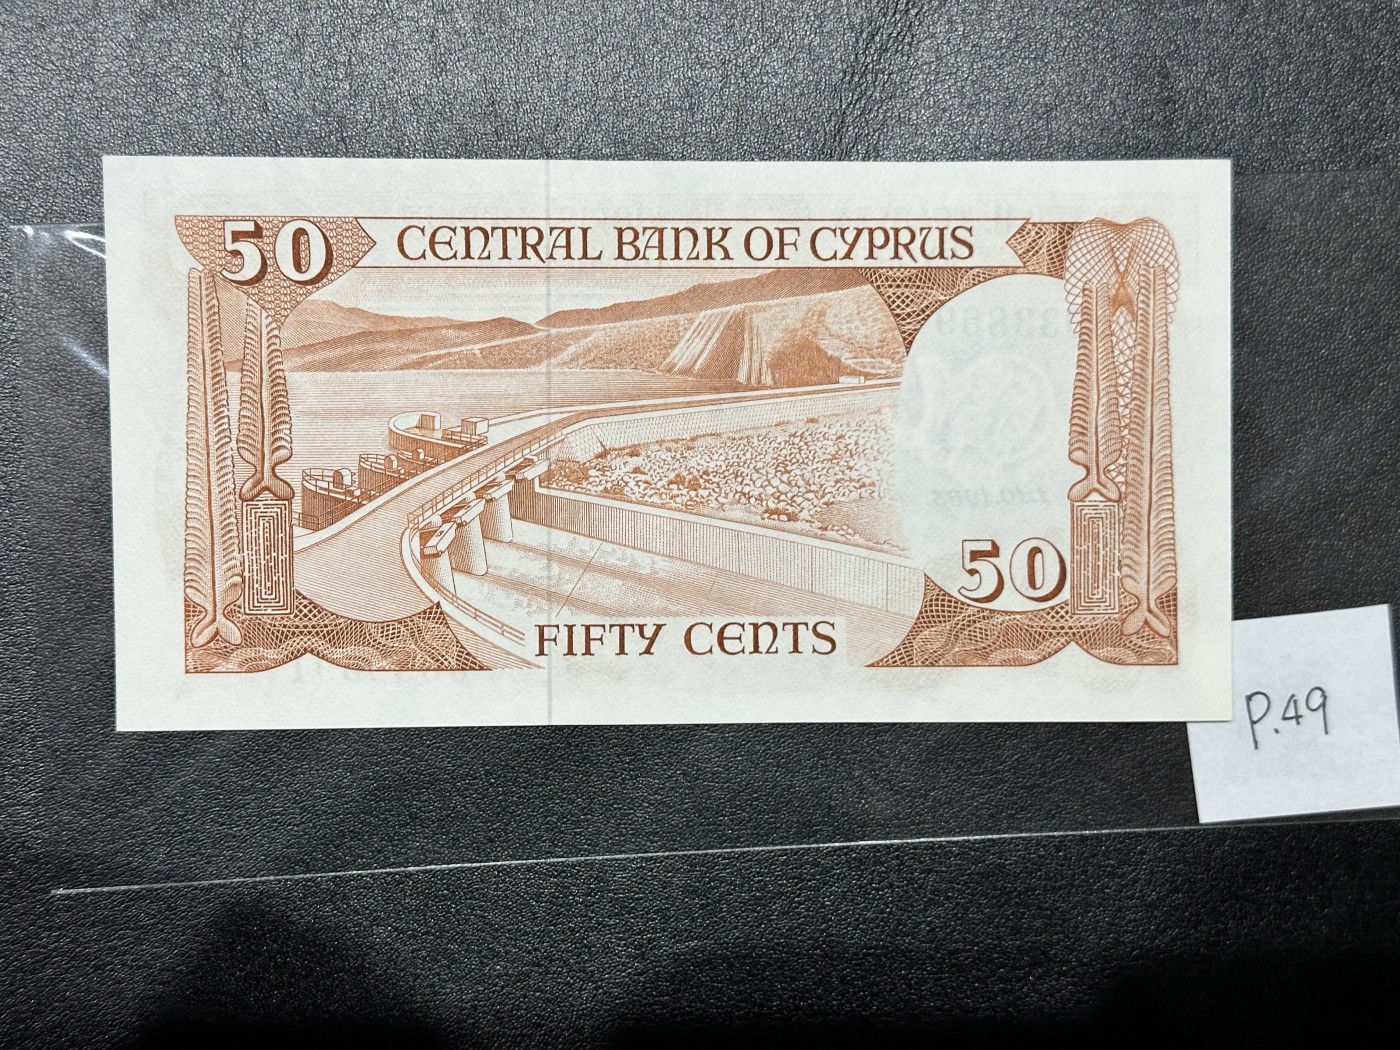 50
CENTRAL BANK OF CYPRUS
50
FIFTY CENTS
P.49